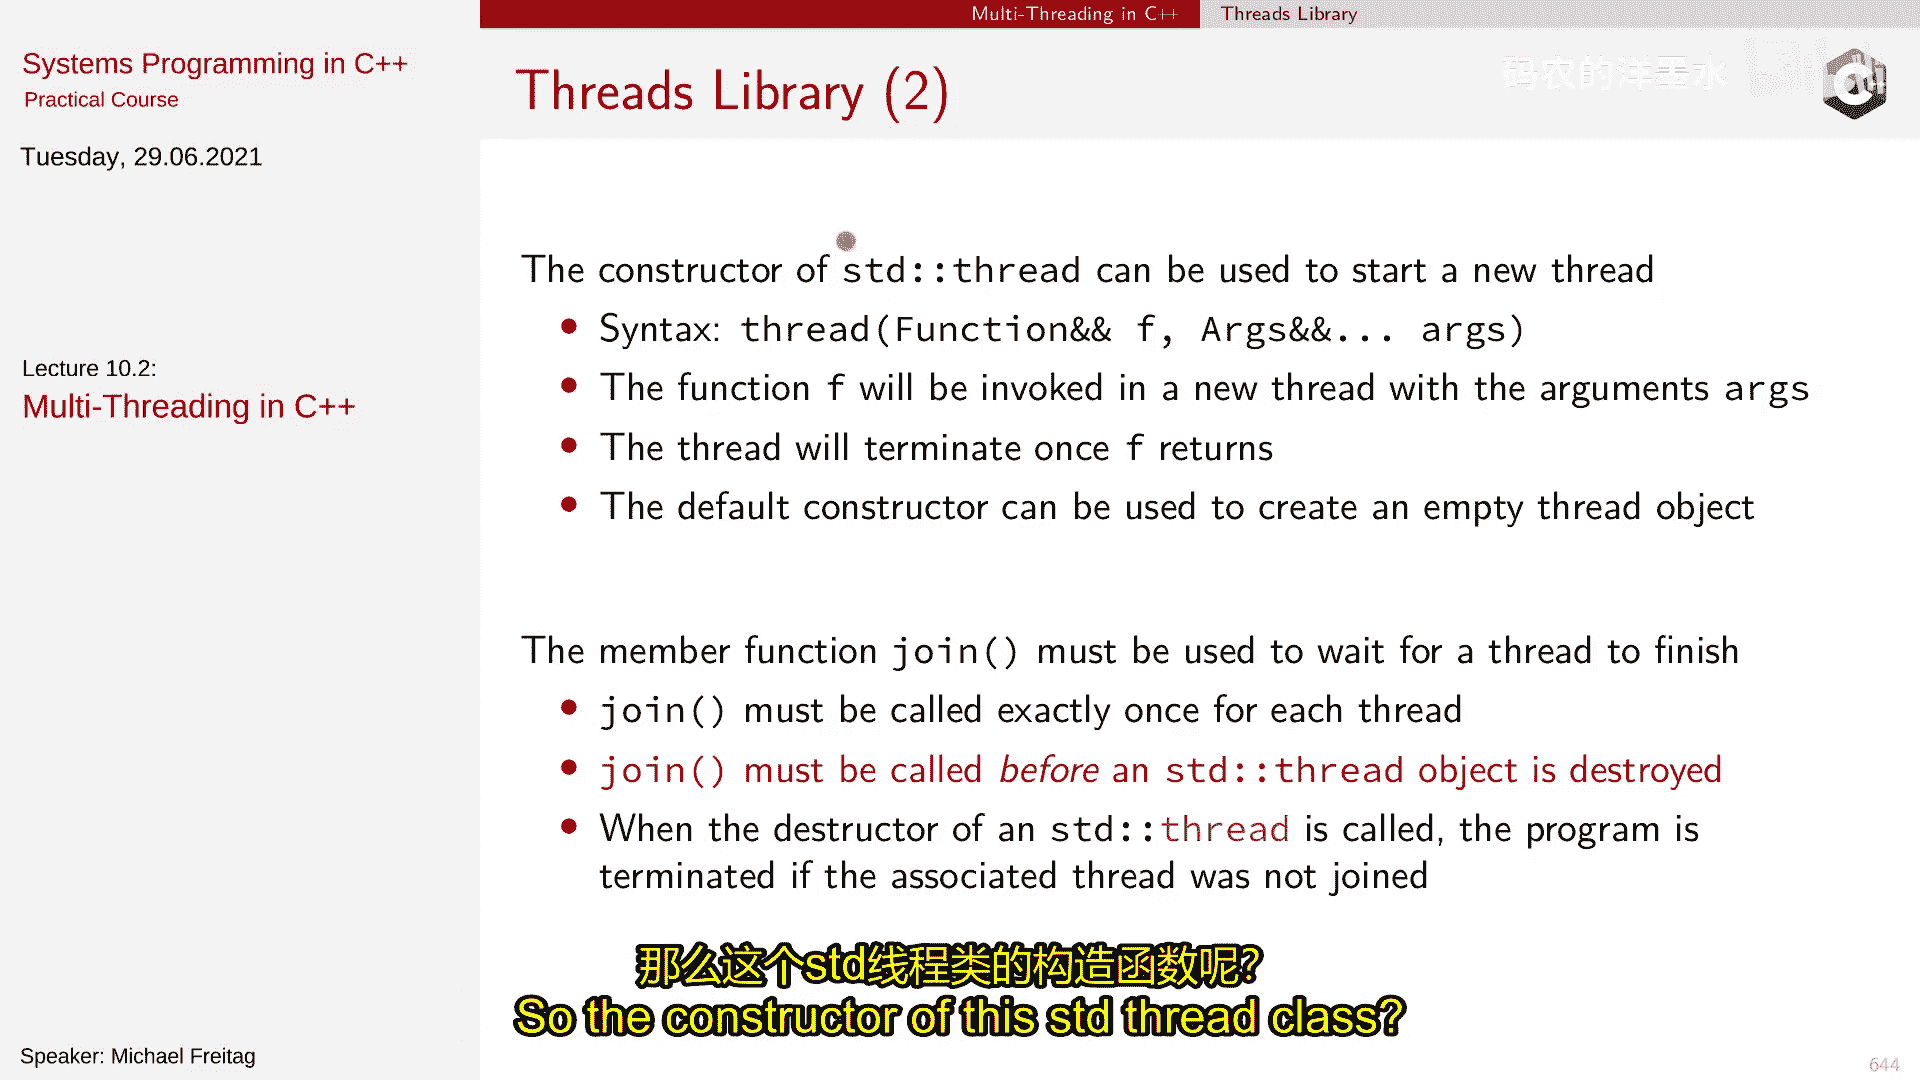 Multi-Threading in C++ Threads Library
Systems Programming in C++
Practical Course
Tuesday, 29.06.2021
Lecture 10.2:
Multi-Threading in C++
Speaker: Michael Freitag
Threads Library (2)
码农的洋墨水
The constructor of std::thread can be used to start a new thread
• Syntax: thread(Function&& f, Args&&... args)
• The function f will be invoked in a new thread with the arguments args
• The thread will terminate once f returns
• The default constructor can be used to create an empty thread object
The member function join() must be used to wait for a thread to finish
• join() must be called exactly once for each thread
• join() must be called before an std::thread object is destroyed
• When the destructor of an std::thread is called, the program is
terminated if the associated thread was not joined
那么这个std线程类的构造函数呢?
So the constructor of this std thread class?
644